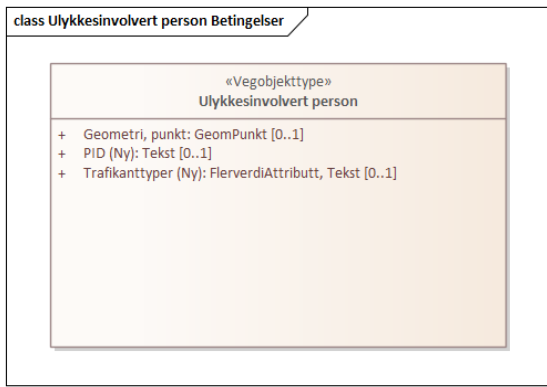 class Ulykkesinvolvert person Betingelser
«Vegobjekttype»
Ulykkesinvolvert person
+ Geometri, punkt: GeomPunkt [0..1]
+ PID (Ny): Tekst [0..1]
+ Trafikanttyper (Ny): FlerverdiAttributt, Tekst [0..1]